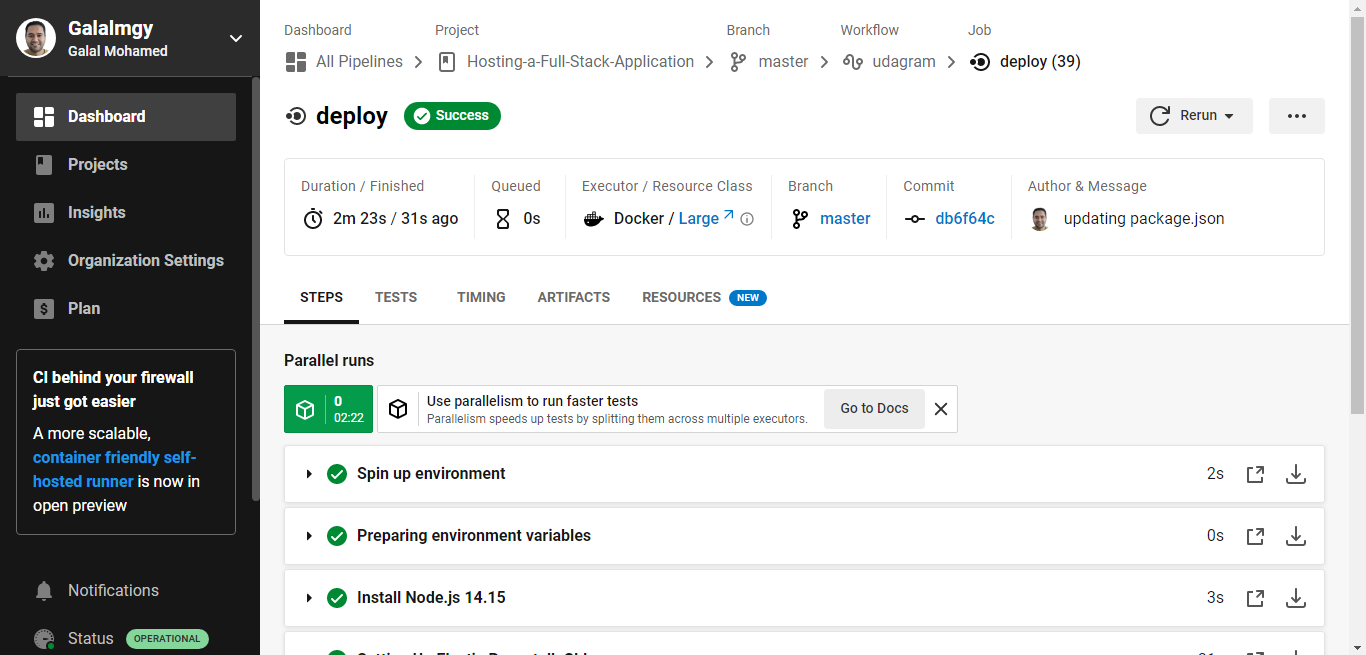 Galalmgy
Galal Mohamed
Dashboard
Projects
Insights
Organization Settings
Plan
CI behind your firewall
just got easier
A more scalable,
container friendly self-
hosted runner is now in
open preview
Notifications
Status OPERATIONAL
Dashboard Project Branch Workflow Job
All Pipelines Hosting-a-Full-Stack-Application master udagram deploy (39)
deploy Success Rerun
Duration / Finished Queued Executor / Resource Class Branch Commit Author & Message
2m 23s / 31s ago 0s Docker / Large master db6f64c updating package.json
STEPS TESTS TIMING ARTIFACTS RESOURCES NEW
Parallel runs
0
02:22
Use parallelism to run faster tests
Parallelism speeds up tests by splitting them across multiple executors.
Go to Docs
Spin up environment 2s
Preparing environment variables 0s
Install Node.js 14.15 3s